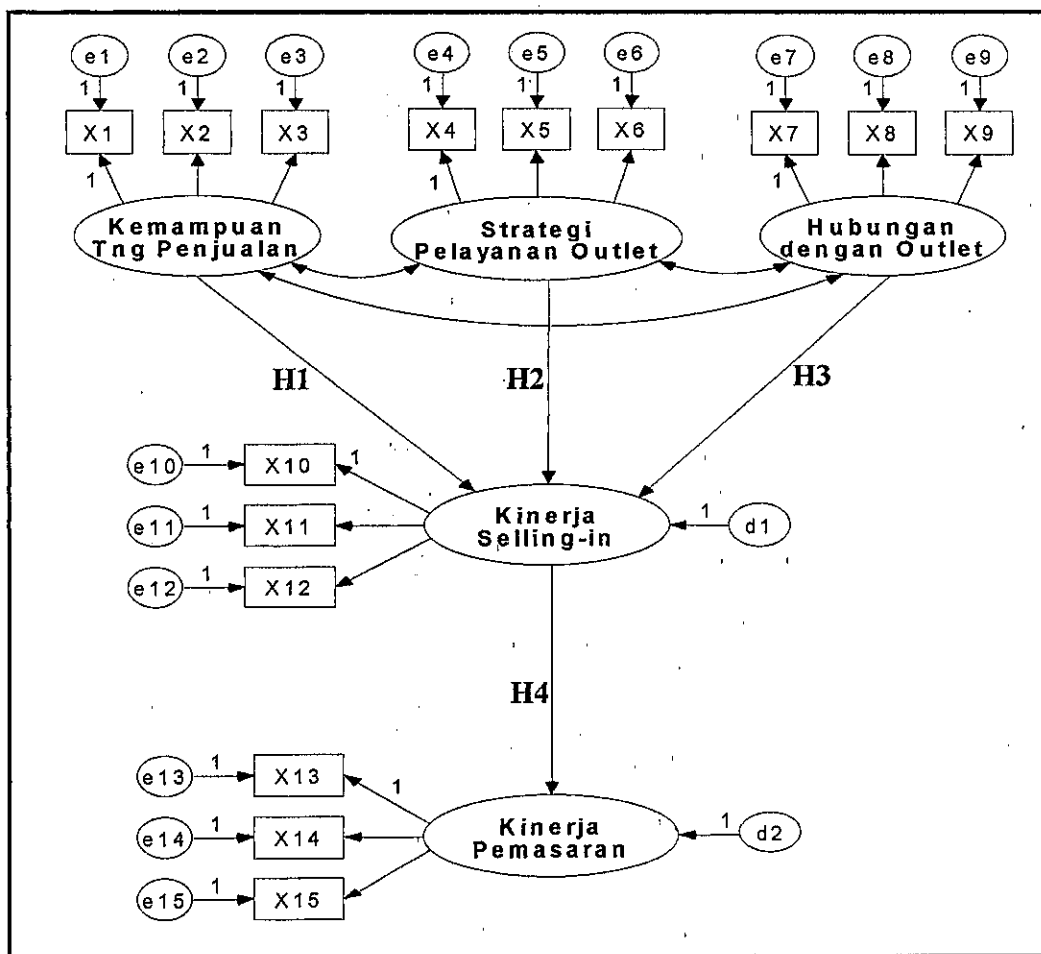 e1 e2 e3 e4 e5 e6 e7 e8 e9
1 1 1 1 1 1 1 1 1
X1 X2 X3 X4 X5 X6 X7 X8 X9
1 1 1
Kemampuan
Tng Penjualan
Strategi
Pelayanan Outlet
Hubungan
dengan Outlet
H1 H2 H3
e10 1 X10 1
e11 1 X11
e12 1 X12
Kinerja
Selling-in
1 d1
H4
e13 1 X13 1
e14 1 X14
e15 1 X15
Kinerja
Pemasaran
1 d2